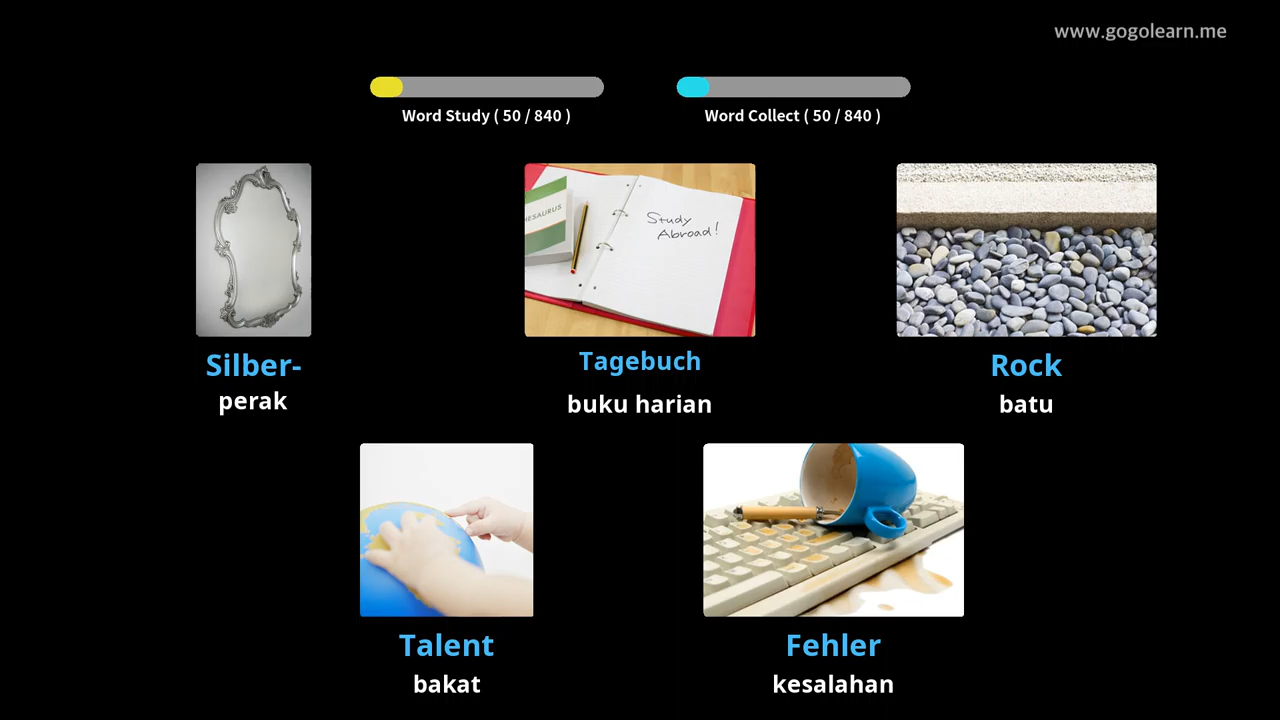 www.gogolearn.me
Word Study ( 50 / 840 )
Word Collect ( 50 / 840 )
HESAURUS
Study
Abroad!
Silber-
perak
Tagebuch
buku harian
Rock
batu
Talent
bakat
Fehler
kesalahan